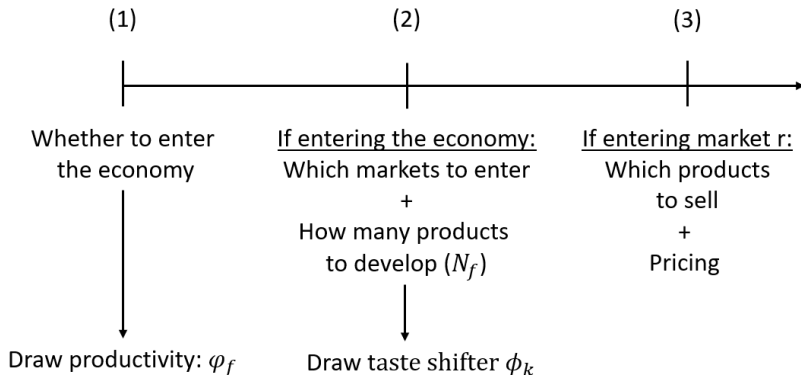 (1)
(2)
(3)
Whether to enter
the economy
If entering the economy:
Which markets to enter
+
How many products
to develop (N_f)
If entering market r:
Which products
to sell
+
Pricing
Draw productivity: φ_f
Draw taste shifter ϕ_k